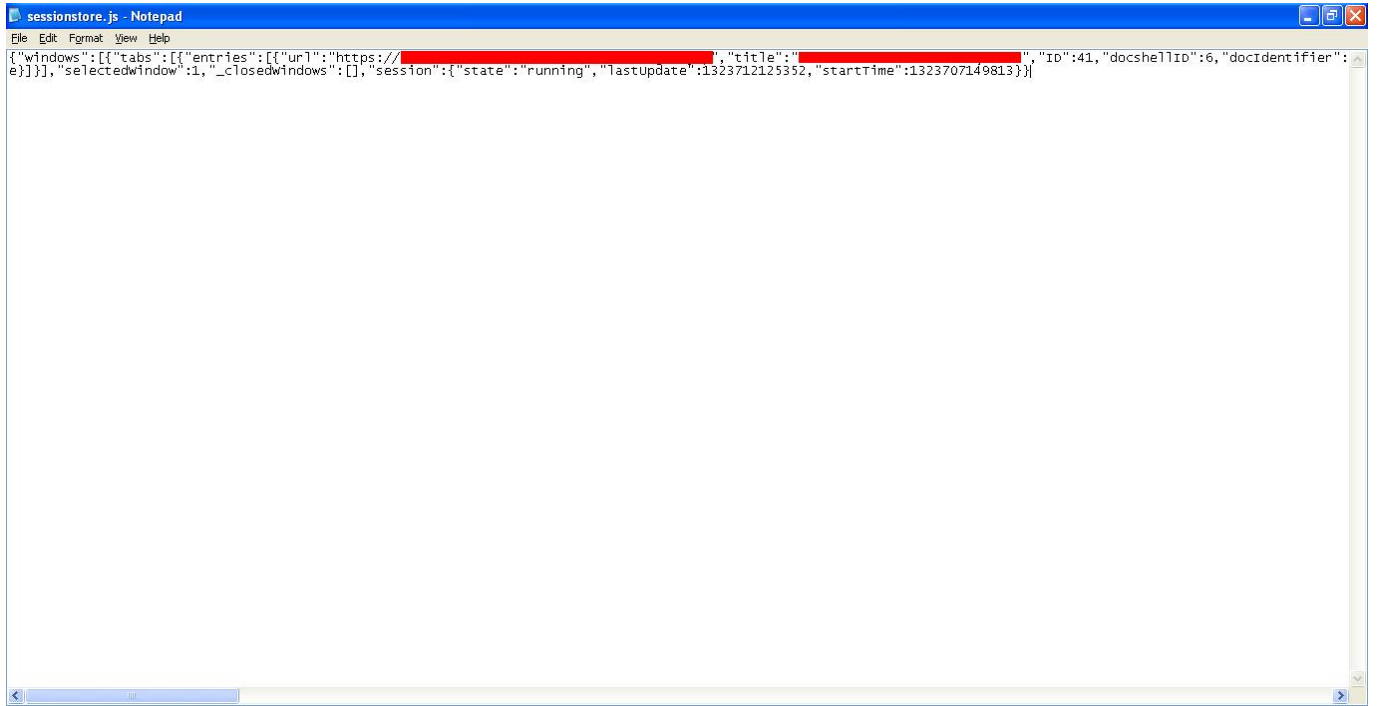 sessionstore.js - Notepad
File Edit Format View Help
{"windows":[{"tabs":[{"entries":[{"url":"https:// ","title":" ","ID":41,"docshellID":6,"docIdentifier":
e}]}],"selectedWindow":1,"_closedWindows":[],"session":{"state":"running","lastUpdate":1323712125352,"startTime":1323707149813}}